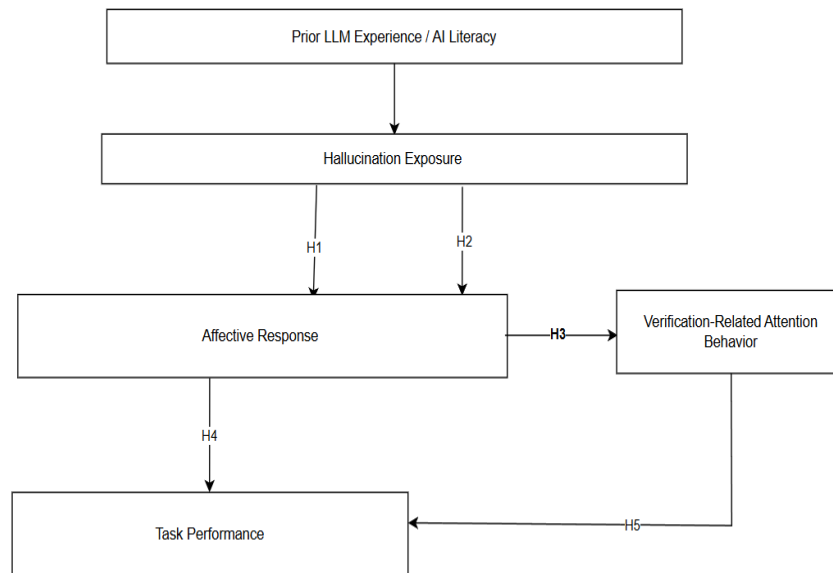 Prior LLM Experience / AI Literacy
Hallucination Exposure
H1
H2
Affective Response
H3
Verification-Related Attention
Behavior
H4
Task Performance
H5